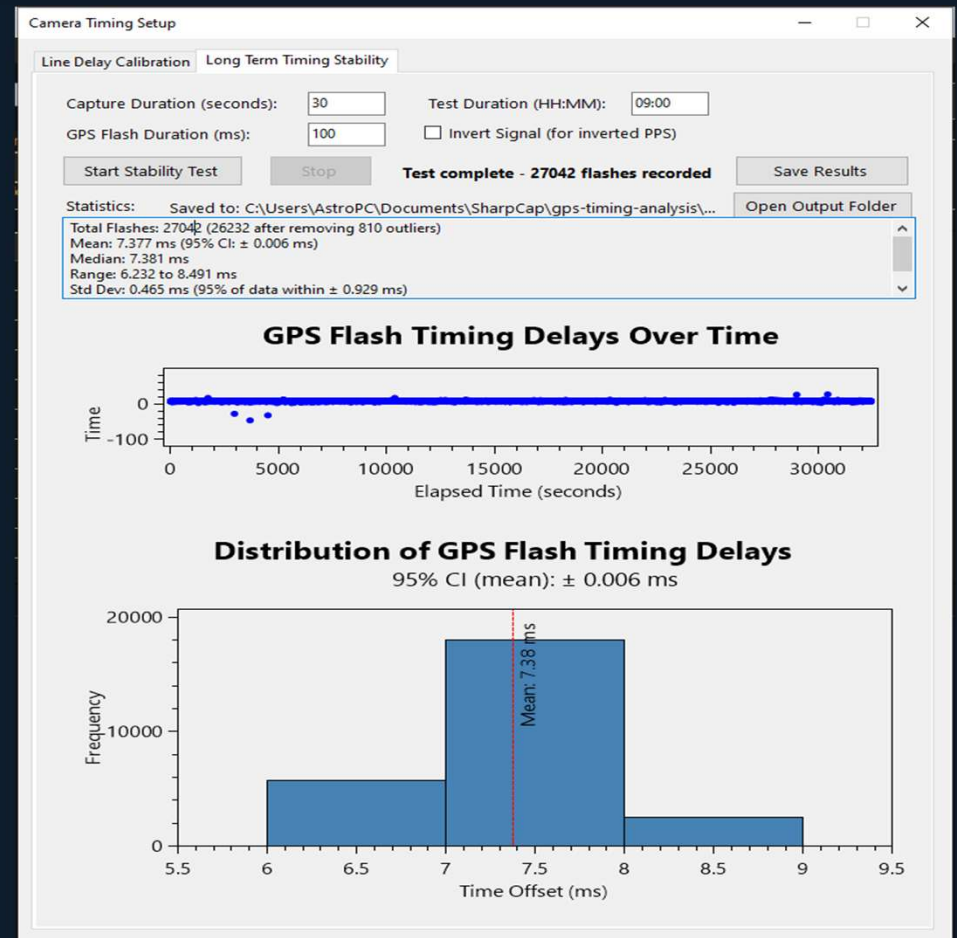 Camera Timing Setup
Line Delay Calibration Long Term Timing Stability
Capture Duration (seconds): 30 Test Duration (HH:MM): 09:00
GPS Flash Duration (ms): 100 Invert Signal (for inverted PPS)
Start Stability Test Stop Test complete - 27042 flashes recorded Save Results
Statistics: Saved to: C:\Users\AstroPC\Documents\SharpCap\gps-timing-analysis\... Open Output Folder
Total Flashes: 27042 (26232 after removing 810 outliers)
Mean: 7.377 ms (95% CI: ± 0.006 ms)
Median: 7.381 ms
Range: 6.232 to 8.491 ms
Std Dev: 0.465 ms (95% of data within ± 0.929 ms)
GPS Flash Timing Delays Over Time
Time
0
-100
0 5000 10000 15000 20000 25000 30000
Elapsed Time (seconds)
Distribution of GPS Flash Timing Delays
95% CI (mean): ± 0.006 ms
Frequency
20000
10000
0
Mean: 7.38 ms
5.5 6 6.5 7 7.5 8 8.5 9 9.5
Time Offset (ms)